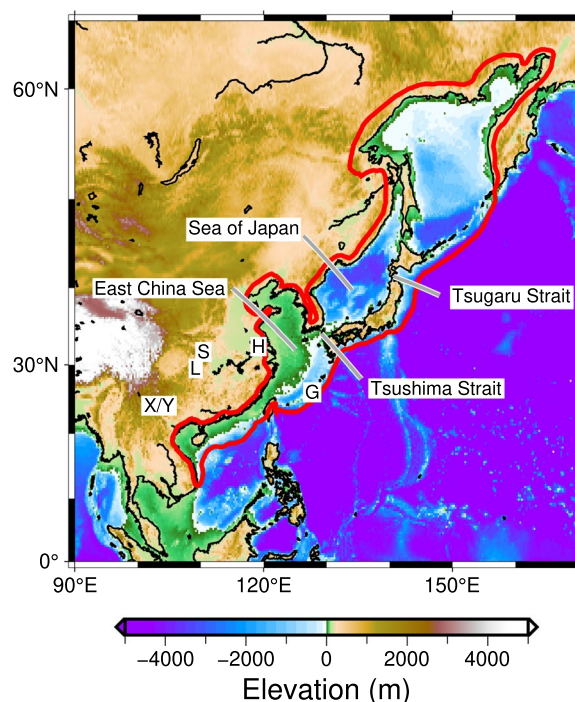 60°N
Sea of Japan
East China Sea
Tsugaru Strait
S
H
L
30°N
Tsushima Strait
G
X/Y
0°
90°E 120°E 150°E
−4000 −2000 0 2000 4000
Elevation (m)